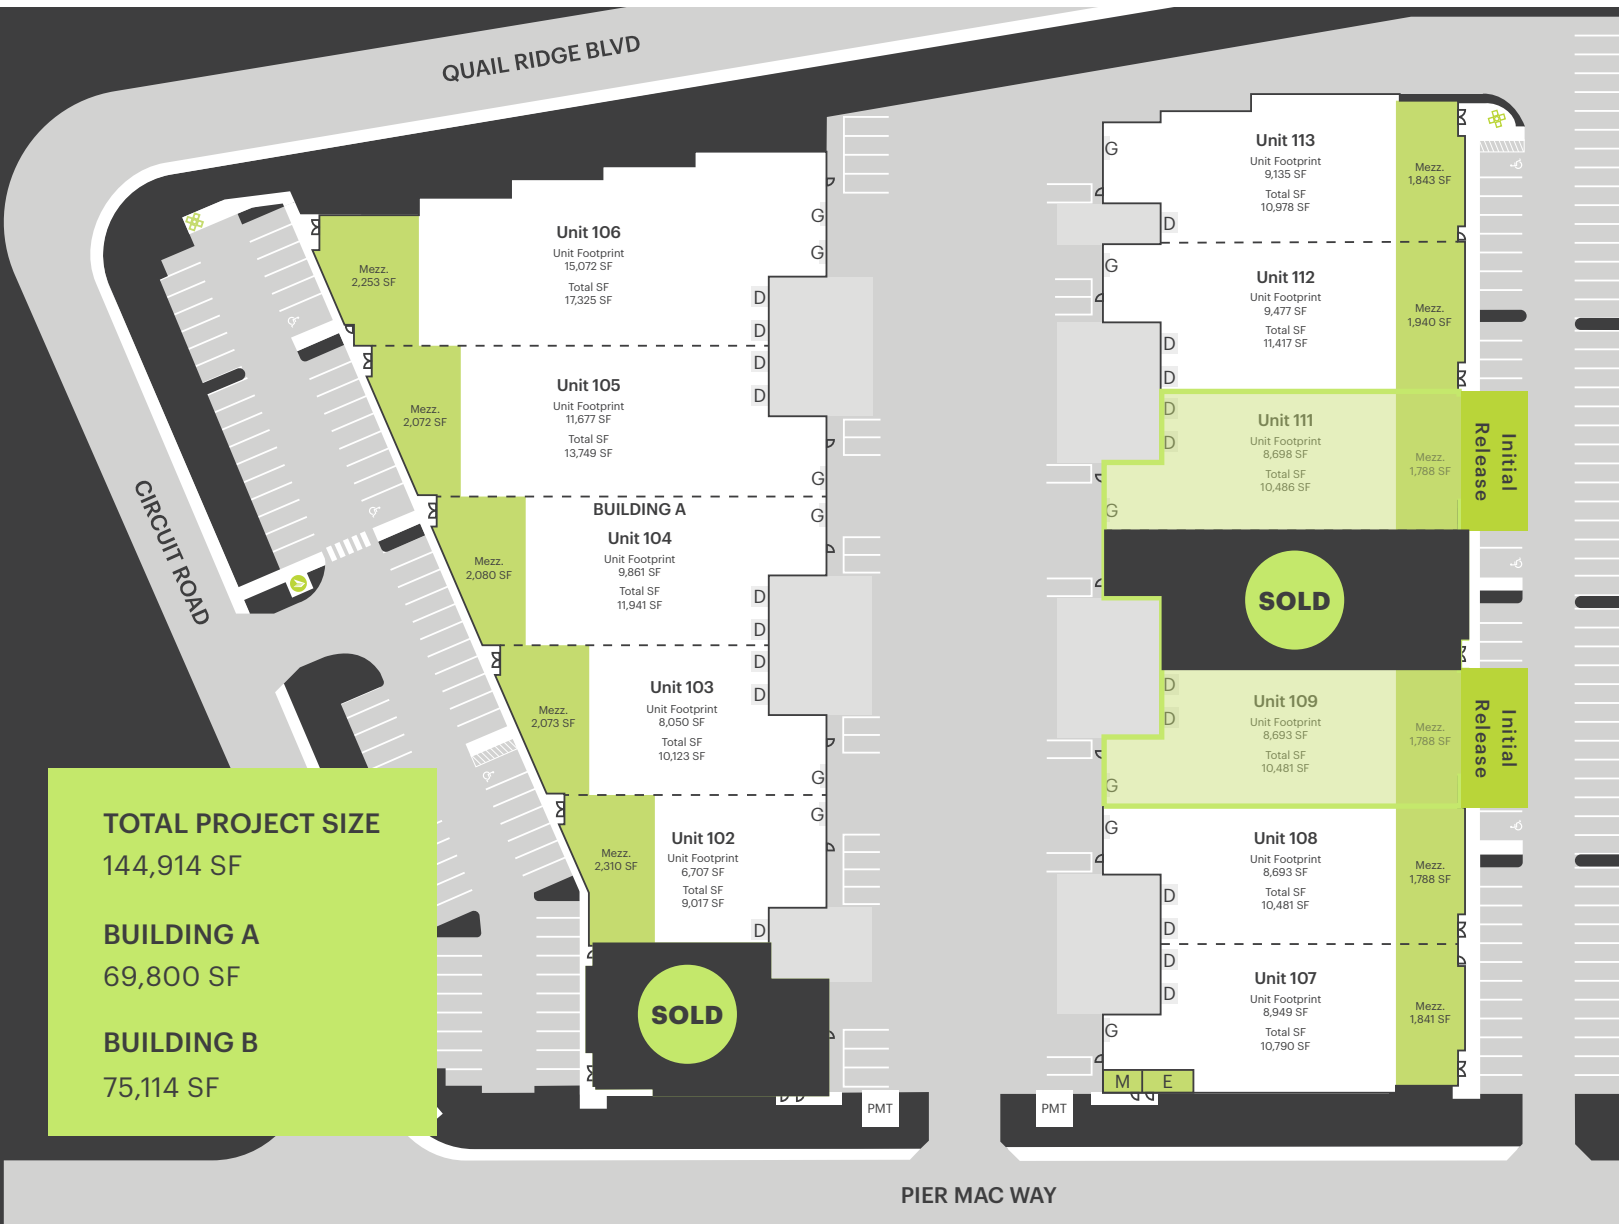 QUAIL RIDGE BLVD
CIRCUIT ROAD
Unit 106
Unit Footprint
15,072 SF
Total SF
17,325 SF
Mezz.
2,253 SF
G
G
D
D
Unit 105
Unit Footprint
11,677 SF
Total SF
13,749 SF
Mezz.
2,072 SF
D
D
G
BUILDING A
Unit 104
Unit Footprint
9,861 SF
Total SF
11,941 SF
Mezz.
2,080 SF
G
D
D
Unit 103
Unit Footprint
8,050 SF
Total SF
10,123 SF
Mezz.
2,073 SF
D
D
G
Unit 102
Unit Footprint
6,707 SF
Total SF
9,017 SF
Mezz.
2,310 SF
G
D
SOLD
PMT
TOTAL PROJECT SIZE
144,914 SF
BUILDING A
69,800 SF
BUILDING B
75,114 SF
Unit 113
Unit Footprint
9,135 SF
Total SF
10,978 SF
Mezz.
1,843 SF
G
D
Unit 112
Unit Footprint
9,477 SF
Total SF
11,417 SF
Mezz.
1,940 SF
G
D
D
Unit 111
Unit Footprint
8,698 SF
Total SF
10,486 SF
Mezz.
1,788 SF
D
D
G
Initial
Release
SOLD
Unit 109
Unit Footprint
8,693 SF
Total SF
10,481 SF
Mezz.
1,788 SF
D
D
G
Initial
Release
Unit 108
Unit Footprint
8,693 SF
Total SF
10,481 SF
Mezz.
1,788 SF
G
D
D
Unit 107
Unit Footprint
8,949 SF
Total SF
10,790 SF
Mezz.
1,841 SF
D
D
G
M E
PMT
PIER MAC WAY